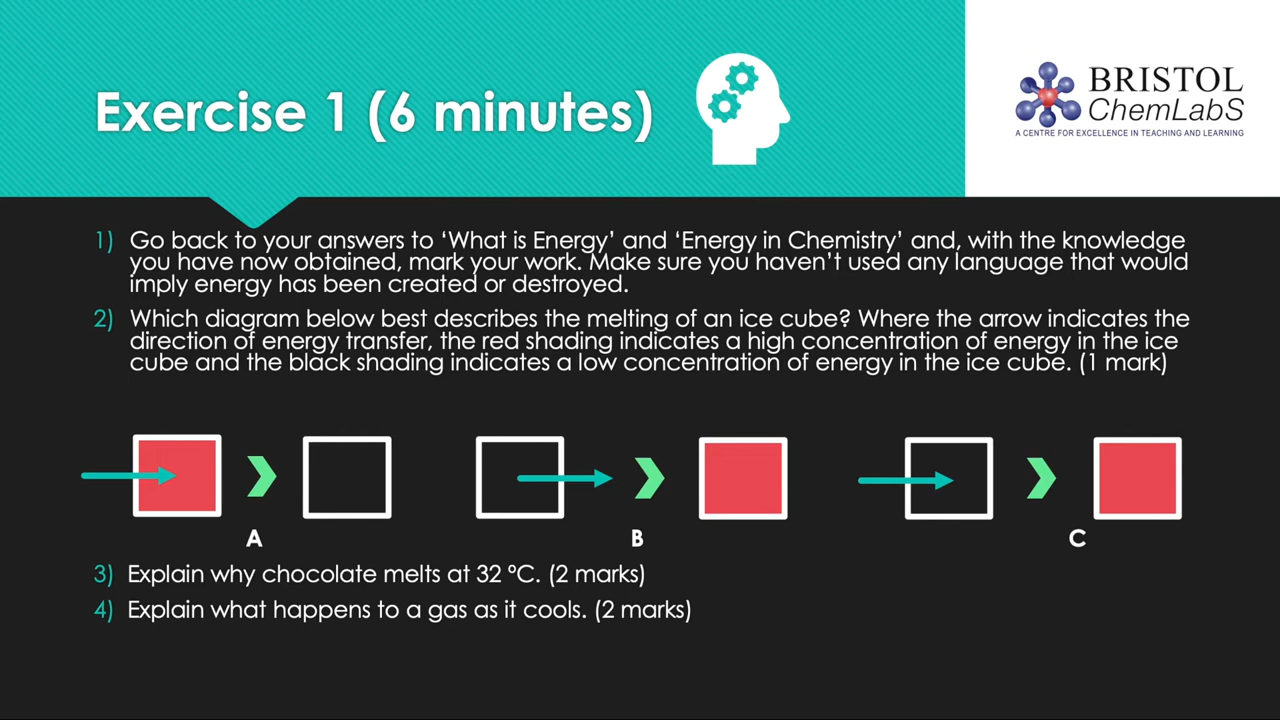 Exercise 1 (6 minutes)
BRISTOL
ChemLabS
A CENTRE FOR EXCELLENCE IN TEACHING AND LEARNING
1) Go back to your answers to ‘What is Energy’ and ‘Energy in Chemistry’ and, with the knowledge
you have now obtained, mark your work. Make sure you haven’t used any language that would
imply energy has been created or destroyed.
2) Which diagram below best describes the melting of an ice cube? Where the arrow indicates the
direction of energy transfer, the red shading indicates a high concentration of energy in the ice
cube and the black shading indicates a low concentration of energy in the ice cube. (1 mark)
A
B
C
3) Explain why chocolate melts at 32 ºC. (2 marks)
4) Explain what happens to a gas as it cools. (2 marks)